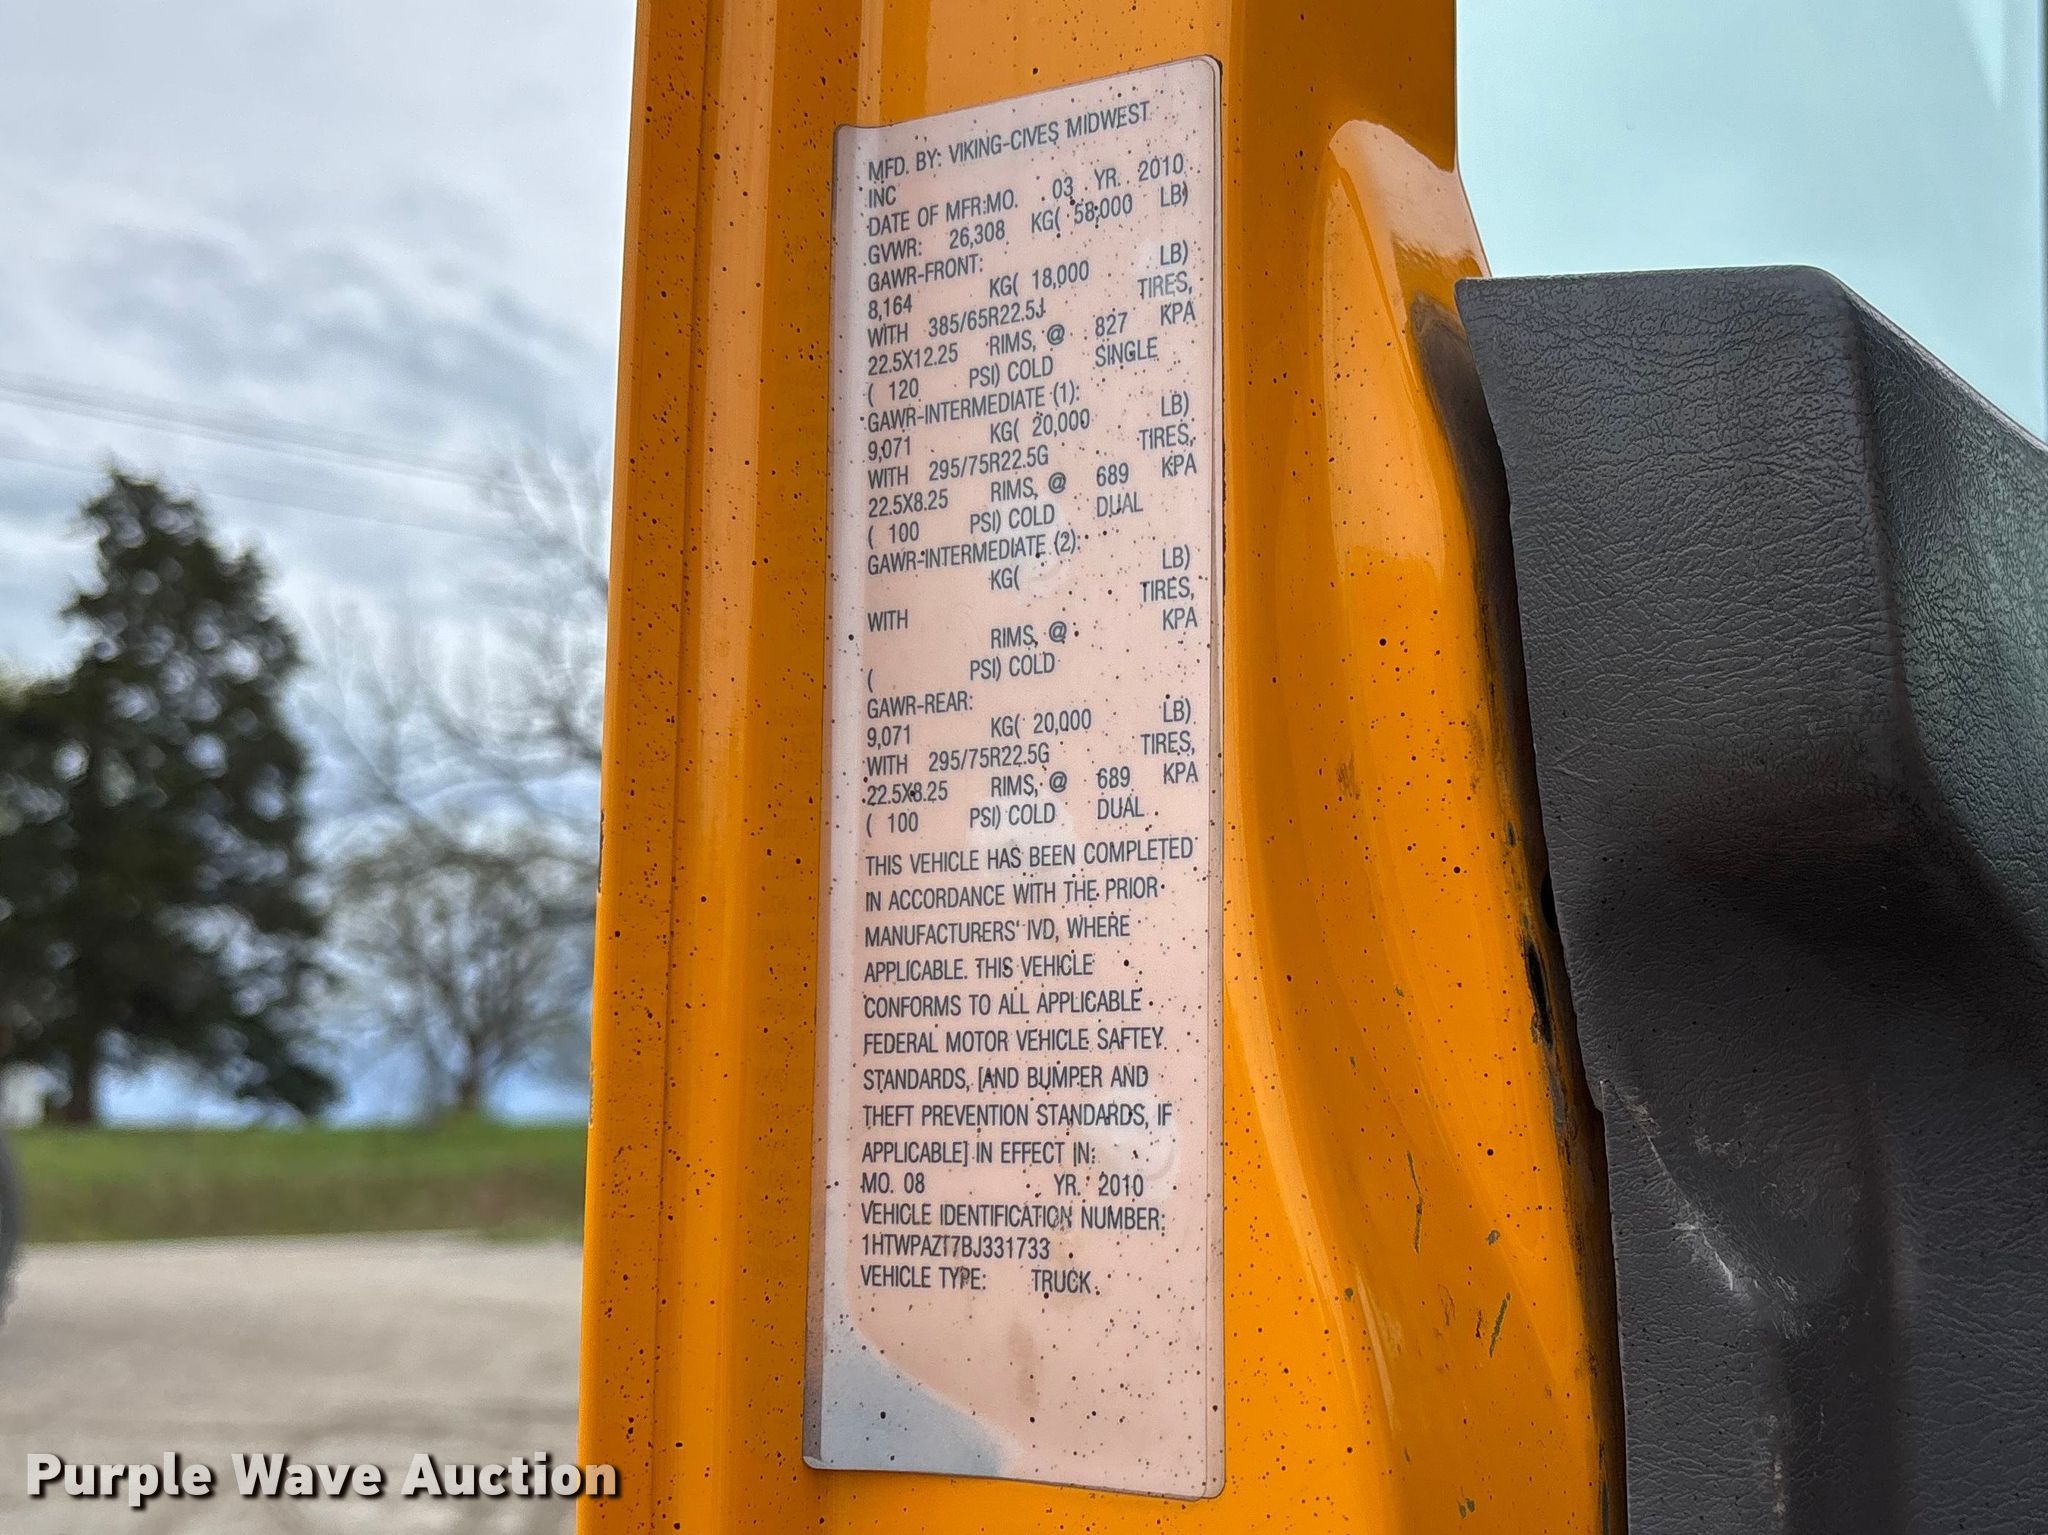 MFD. BY: VIKING-CIVES MIDWEST
INC
DATE OF MFR:MO. 03 YR. 2010
GVWR: 26,308 KG( 58,000 LB)
GAWR-FRONT:
8,164 KG( 18,000 LB)
WITH 385/65R22.5J TIRES,
22.5X12.25 RIMS, @ 827 KPA
( 120 PSI) COLD SINGLE
GAWR-INTERMEDIATE (1):
9,071 KG( 20,000 LB)
WITH 295/75R22.5G TIRES,
22.5X8.25 RIMS, @ 689 KPA
( 100 PSI) COLD DUAL
GAWR-INTERMEDIATE (2):
KG( LB)
WITH TIRES,
RIMS, @ KPA
( PSI) COLD
GAWR-REAR:
9,071 KG( 20,000 LB)
WITH 295/75R22.5G TIRES,
22.5X8.25 RIMS, @ 689 KPA
( 100 PSI) COLD DUAL
THIS VEHICLE HAS BEEN COMPLETED
IN ACCORDANCE WITH THE PRIOR
MANUFACTURERS' IVD, WHERE
APPLICABLE. THIS VEHICLE
CONFORMS TO ALL APPLICABLE
FEDERAL MOTOR VEHICLE SAFTEY
STANDARDS, [AND BUMPER AND
THEFT PREVENTION STANDARDS, IF
APPLICABLE] IN EFFECT IN:
MO. 08 YR. 2010
VEHICLE IDENTIFICATION NUMBER:
1HTWPAZT7BJ331733
VEHICLE TYPE: TRUCK
Purple Wave Auction